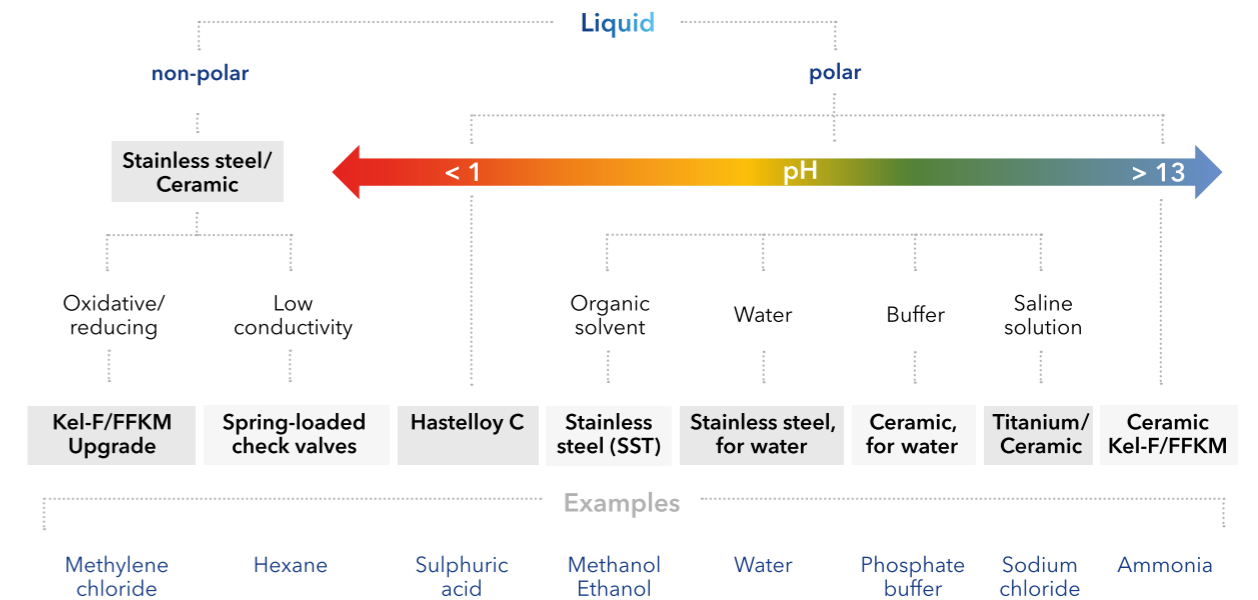 Liquid
non-polar
polar
Stainless steel/
Ceramic
< 1
pH
> 13
Oxidative/
reducing
Low
conductivity
Organic
solvent
Water
Buffer
Saline
solution
Kel-F/FFKM
Upgrade
Spring-loaded
check valves
Hastelloy C
Stainless
steel (SST)
Stainless steel,
for water
Ceramic,
for water
Titanium/
Ceramic
Ceramic
Kel-F/FFKM
Examples
Methylene
chloride
Hexane
Sulphuric
acid
Methanol
Ethanol
Water
Phosphate
buffer
Sodium
chloride
Ammonia